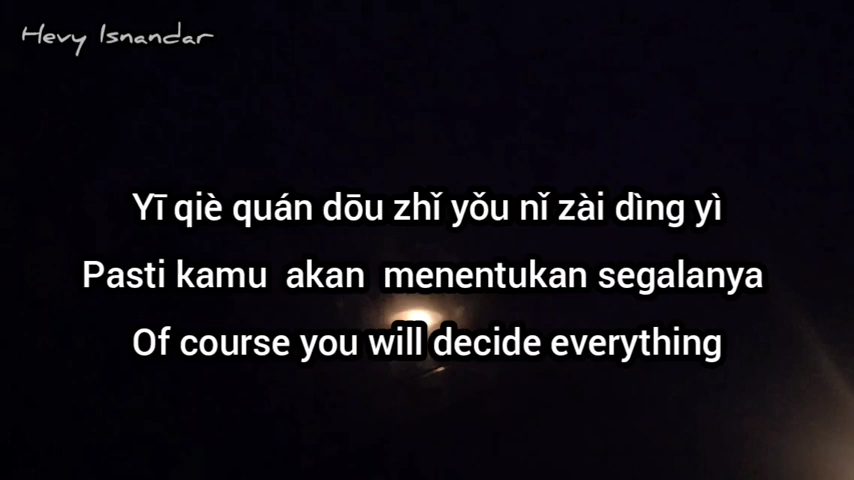 Hevy Isnandar
Yī qiè quán dōu zhǐ yǒu nǐ zài dìng yì
Pasti kamu akan menentukan segalanya
Of course you will decide everything